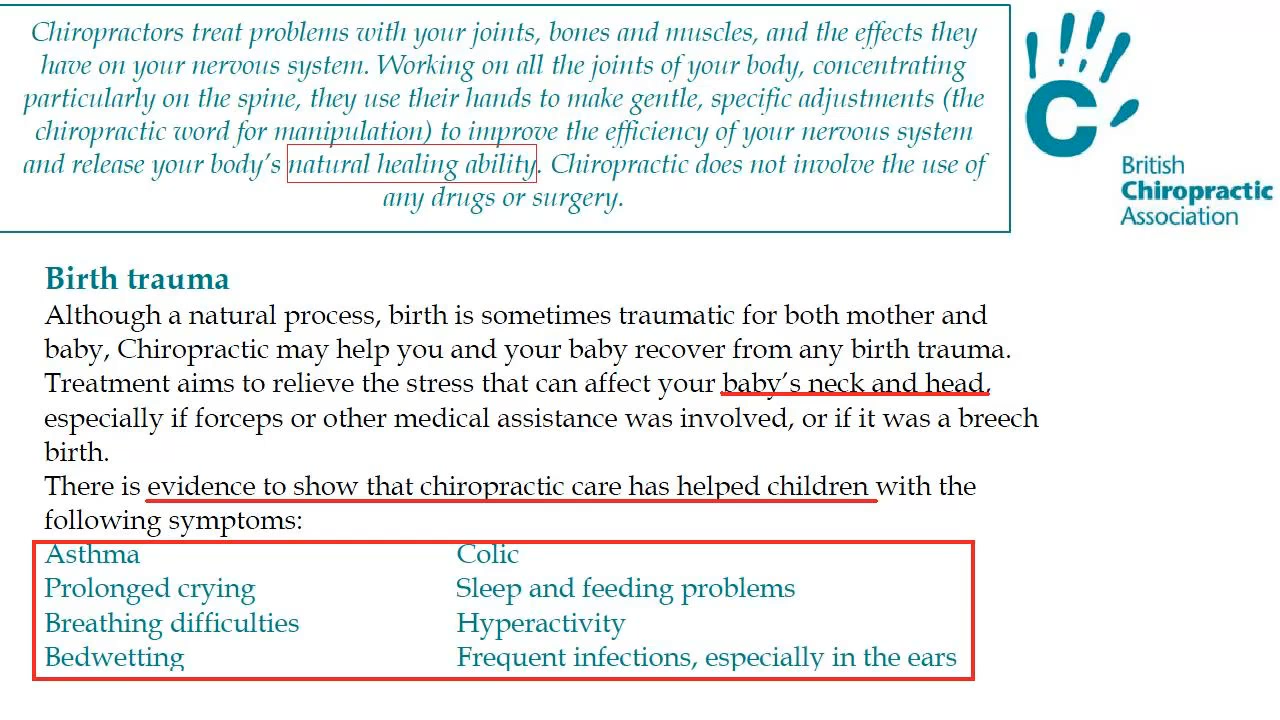 Chiropractors treat problems with your joints, bones and muscles, and the effects they
have on your nervous system. Working on all the joints of your body, concentrating
particularly on the spine, they use their hands to make gentle, specific adjustments (the
chiropractic word for manipulation) to improve the efficiency of your nervous system
and release your body's natural healing ability. Chiropractic does not involve the use of
any drugs or surgery.
C
British
Chiropractic
Association
Birth trauma
Although a natural process, birth is sometimes traumatic for both mother and
baby, Chiropractic may help you and your baby recover from any birth trauma.
Treatment aims to relieve the stress that can affect your baby's neck and head,
especially if forceps or other medical assistance was involved, or if it was a breech
birth.
There is evidence to show that chiropractic care has helped children with the
following symptoms:
Asthma Colic
Prolonged crying Sleep and feeding problems
Breathing difficulties Hyperactivity
Bedwetting Frequent infections, especially in the ears